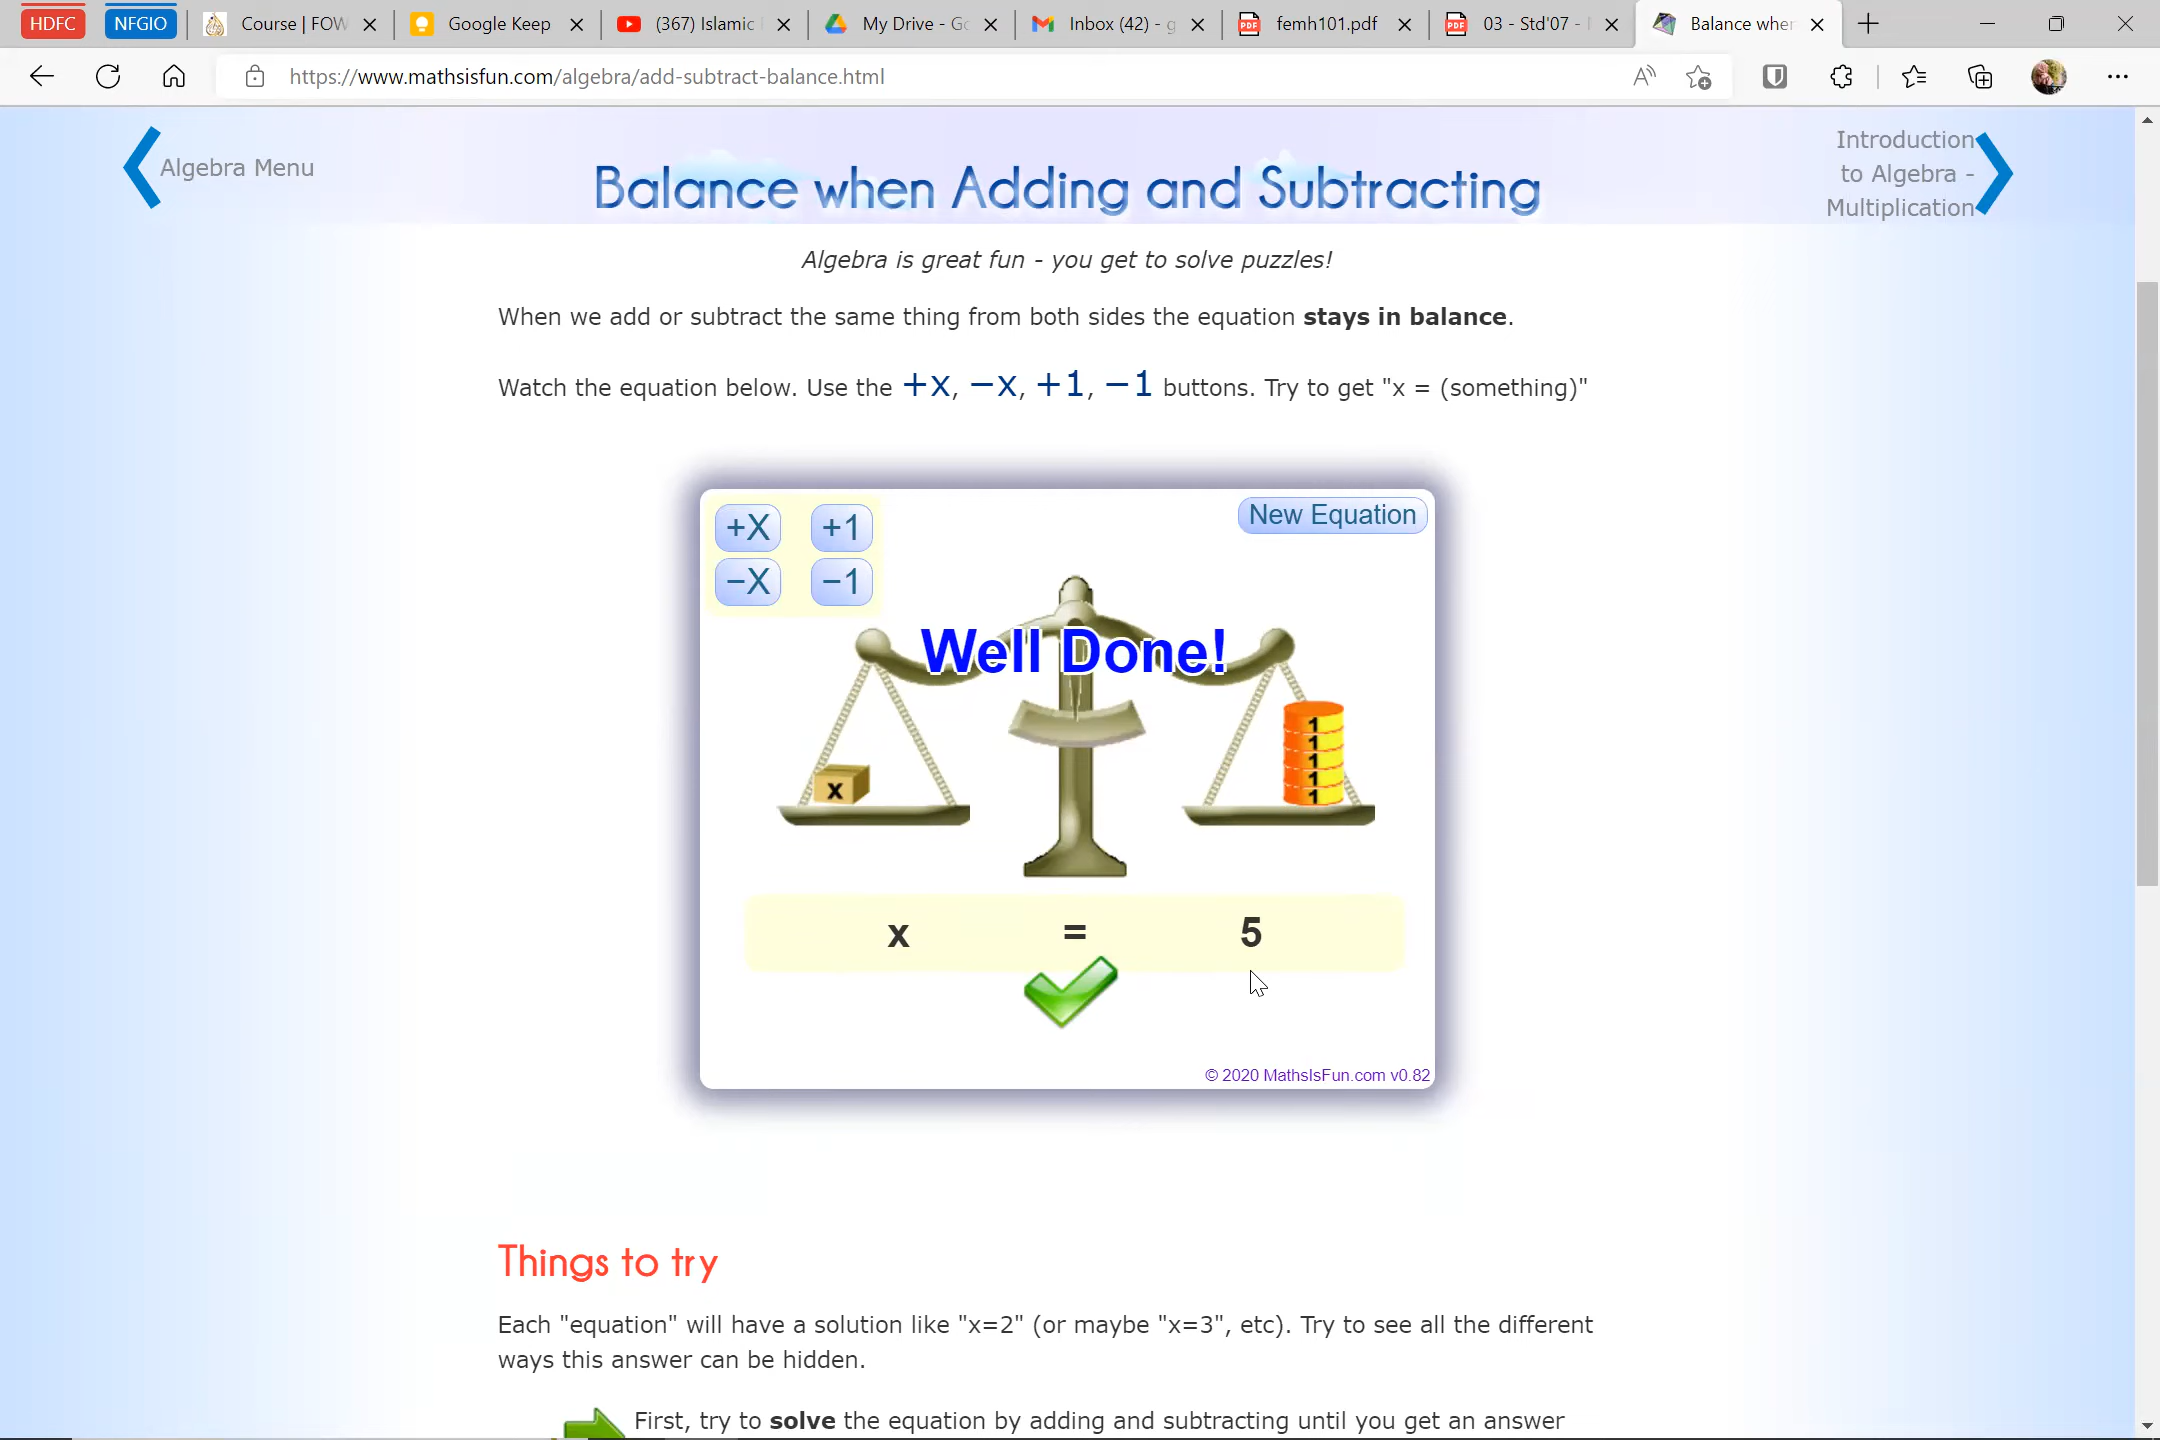 HDFC
NFGIO
Course | FOW
Google Keep
(367) Islamic
My Drive - Go
Inbox (42) - g
PDF
femh101.pdf
PDF
03 - Std'07 -
Balance when
https://www.mathsisfun.com/algebra/add-subtract-balance.html
Algebra Menu
Balance when Adding and Subtracting
Introduction
to Algebra -
Multiplication
Algebra is great fun - you get to solve puzzles!
When we add or subtract the same thing from both sides the equation stays in balance.
Watch the equation below. Use the +x, −x, +1, −1 buttons. Try to get "x = (something)"
+X +1
New Equation
−X −1
Well Done!
x
1
1
1
1
1
x = 5
© 2020 MathsIsFun.com v0.82
Things to try
Each "equation" will have a solution like "x=2" (or maybe "x=3", etc). Try to see all the different
ways this answer can be hidden.
First, try to solve the equation by adding and subtracting until you get an answer